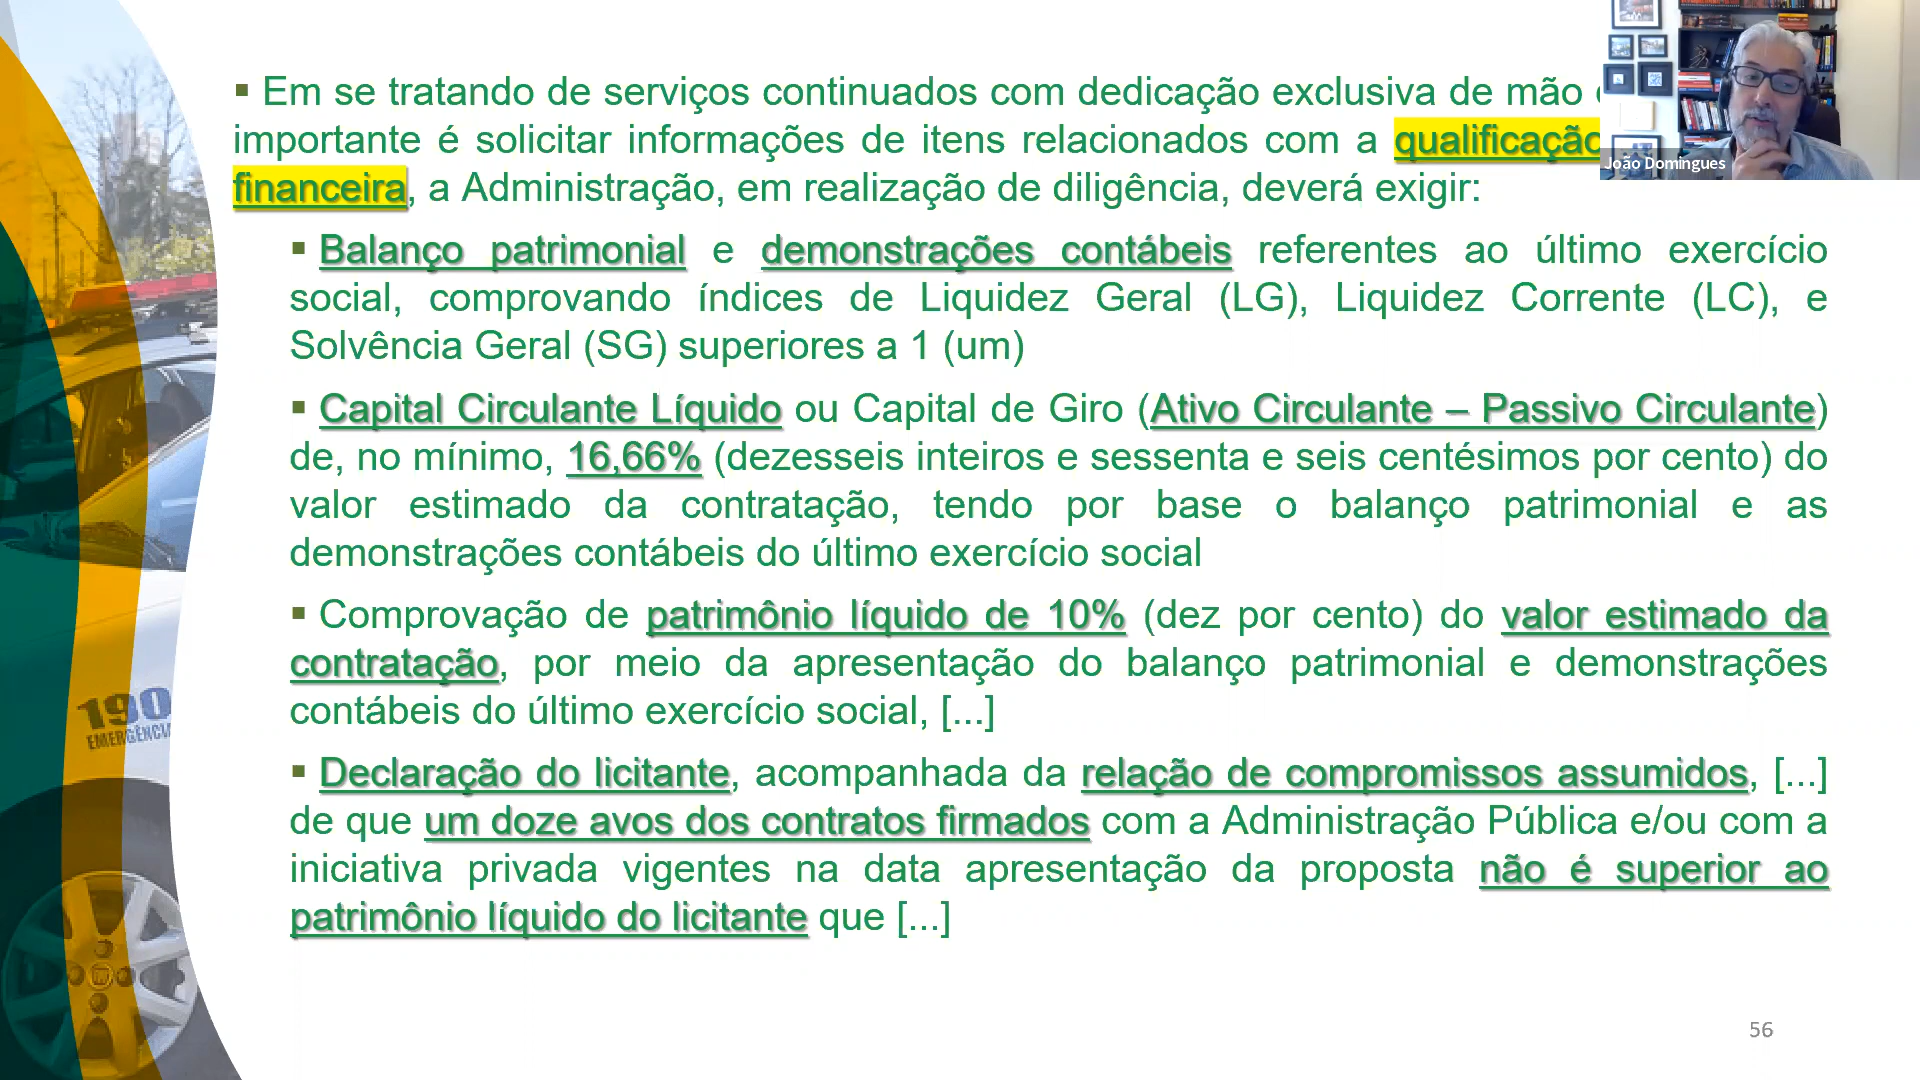 ▪ Em se tratando de serviços continuados com dedicação exclusiva de mão
importante é solicitar informações de itens relacionados com a qualificação
financeira, a Administração, em realização de diligência, deverá exigir:
▪ Balanço patrimonial e demonstrações contábeis referentes ao último exercício
social, comprovando índices de Liquidez Geral (LG), Liquidez Corrente (LC), e
Solvência Geral (SG) superiores a 1 (um)
▪ Capital Circulante Líquido ou Capital de Giro (Ativo Circulante – Passivo Circulante)
de, no mínimo, 16,66% (dezesseis inteiros e sessenta e seis centésimos por cento) do
valor estimado da contratação, tendo por base o balanço patrimonial e as
demonstrações contábeis do último exercício social
▪ Comprovação de patrimônio líquido de 10% (dez por cento) do valor estimado da
contratação, por meio da apresentação do balanço patrimonial e demonstrações
contábeis do último exercício social, [...]
▪ Declaração do licitante, acompanhada da relação de compromissos assumidos, [...]
de que um doze avos dos contratos firmados com a Administração Pública e/ou com a
iniciativa privada vigentes na data apresentação da proposta não é superior ao
patrimônio líquido do licitante que [...]
João Domingues
190
EMERGÊNCIA
56